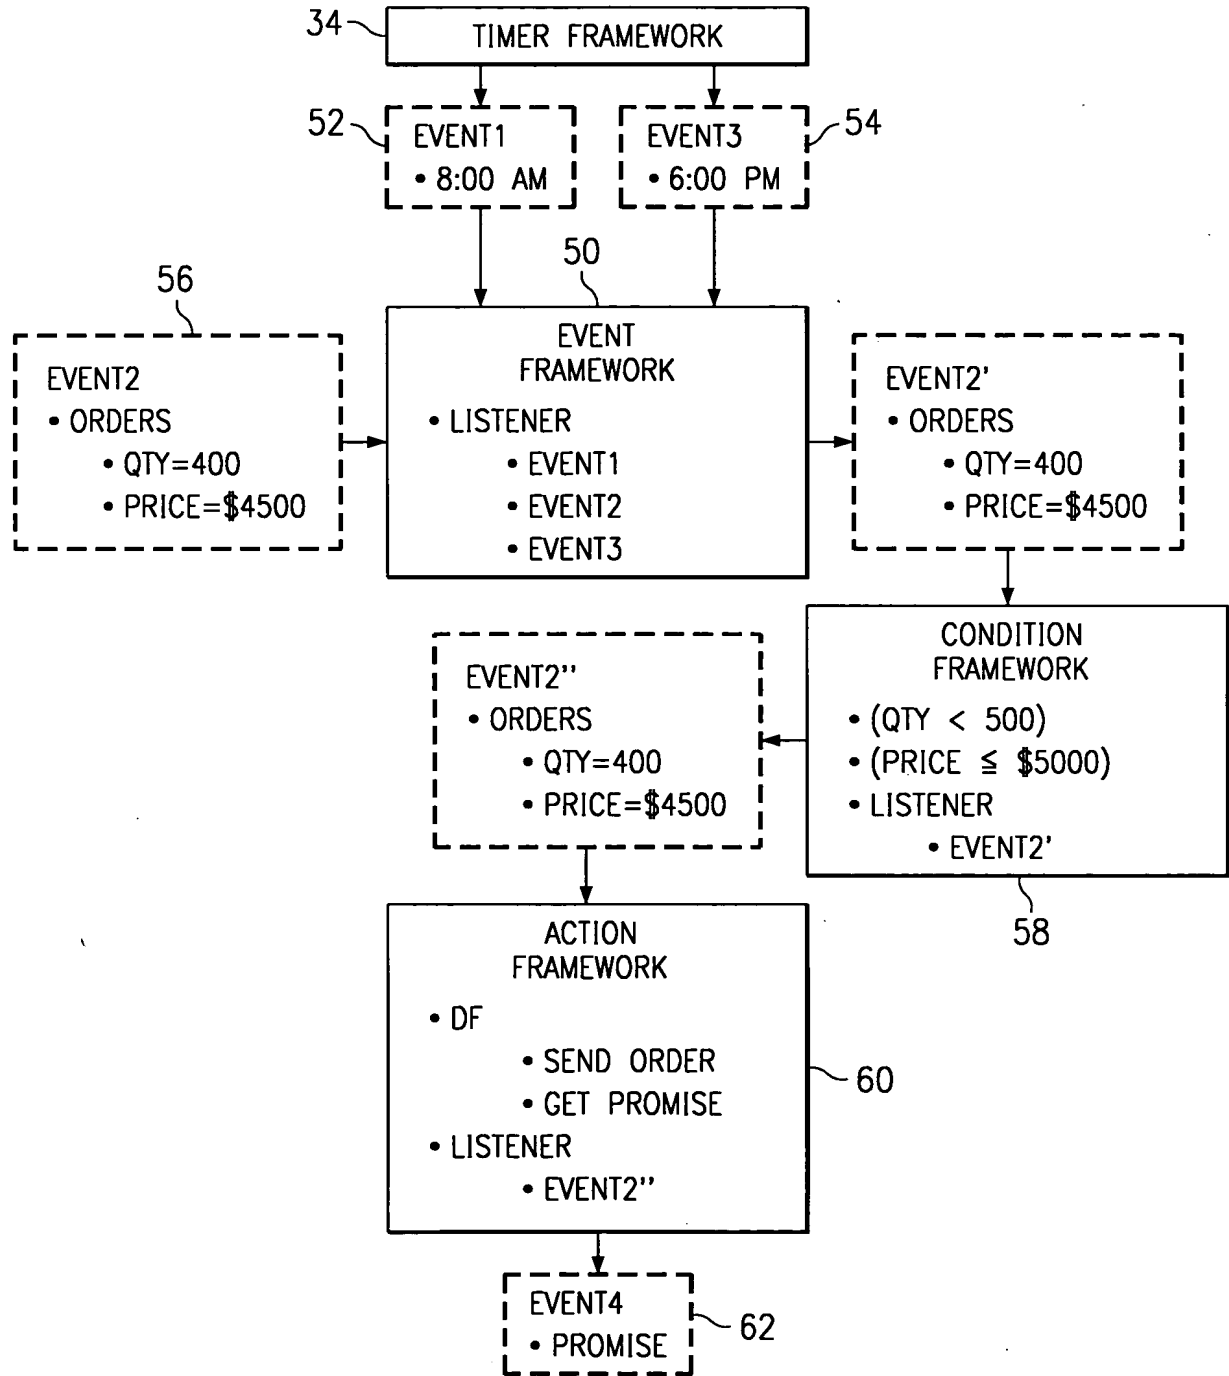 34
TIMER FRAMEWORK
52
EVENT1
• 8:00 AM
EVENT3
• 6:00 PM
54
56
EVENT2
• ORDERS
• QTY=400
• PRICE=$4500
50
EVENT
FRAMEWORK
• LISTENER
• EVENT1
• EVENT2
• EVENT3
EVENT2'
• ORDERS
• QTY=400
• PRICE=$4500
CONDITION
FRAMEWORK
• (QTY < 500)
• (PRICE ≦ $5000)
• LISTENER
• EVENT2'
58
EVENT2''
• ORDERS
• QTY=400
• PRICE=$4500
ACTION
FRAMEWORK
• DF
• SEND ORDER
• GET PROMISE
• LISTENER
• EVENT2''
60
EVENT4
• PROMISE
62